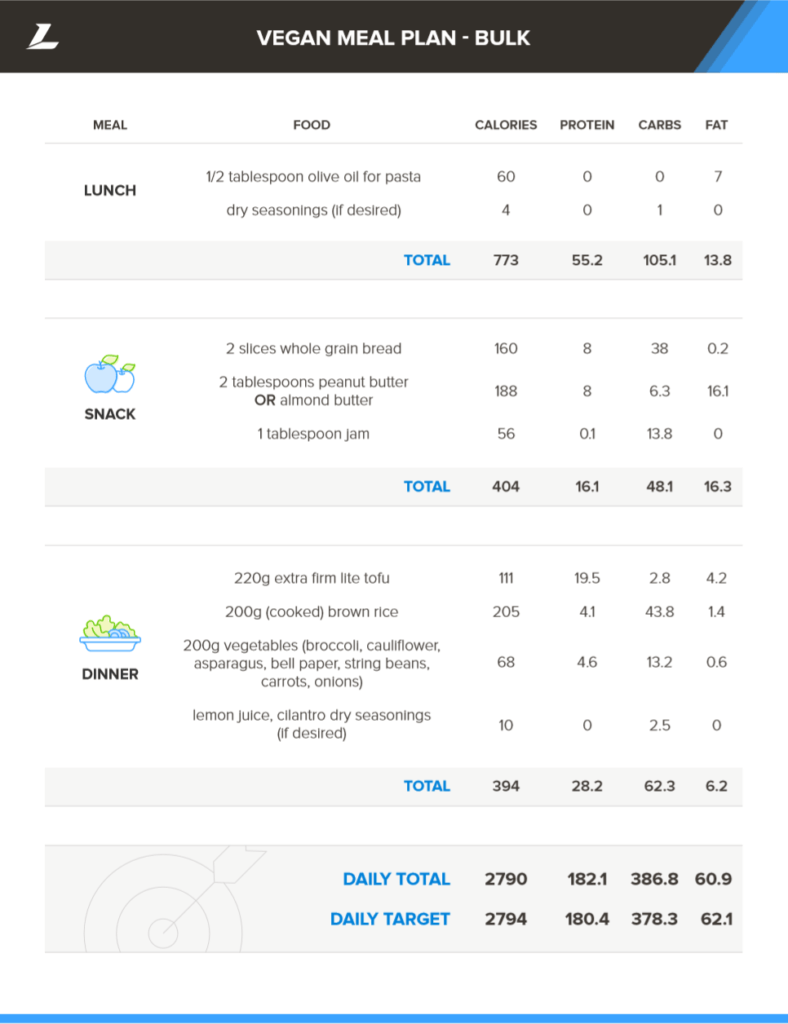 VEGAN MEAL PLAN - BULK
MEAL FOOD CALORIES PROTEIN CARBS FAT
LUNCH
1/2 tablespoon olive oil for pasta 60 0 0 7
dry seasonings (if desired) 4 0 1 0
TOTAL 773 55.2 105.1 13.8
SNACK
2 slices whole grain bread 160 8 38 0.2
2 tablespoons peanut butter
OR almond butter 188 8 6.3 16.1
1 tablespoon jam 56 0.1 13.8 0
TOTAL 404 16.1 48.1 16.3
DINNER
220g extra firm lite tofu 111 19.5 2.8 4.2
200g (cooked) brown rice 205 4.1 43.8 1.4
200g vegetables (broccoli, cauliflower,
asparagus, bell paper, string beans, 68 4.6 13.2 0.6
carrots, onions)
lemon juice, cilantro dry seasonings
(if desired) 10 0 2.5 0
TOTAL 394 28.2 62.3 6.2
DAILY TOTAL 2790 182.1 386.8 60.9
DAILY TARGET 2794 180.4 378.3 62.1